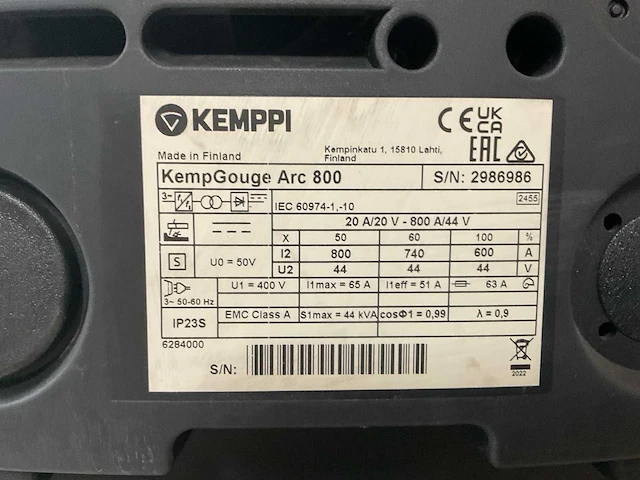 KEMPPI
CE UK CA
EAC
Made in Finland
Kempinkatu 1, 15810 Lahti, Finland
KempGouge Arc 800 S/N: 2986986
3~ f1 f2 IEC 60974-1,-10 2455
20 A/20 V - 800 A/44 V
X 50 60 100 %
S U0 = 50V I2 800 740 600 A
U2 44 44 44 V
3~ 50-60 Hz U1 = 400 V I1max = 65 A I1eff = 51 A 63 A
IP23S EMC Class A S1max = 44 kVA cosΦ1 = 0,99 λ = 0,9
6284000
S/N:
2022